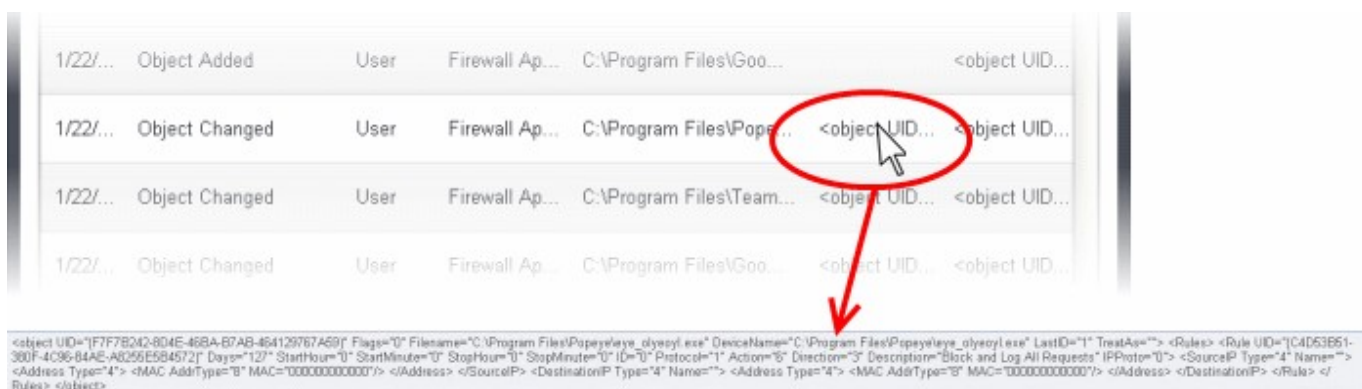 1/22/... Object Added User Firewall Ap... C:\Program Files\Goo... <object UID...
1/22/... Object Changed User Firewall Ap... C:\Program Files\Pope... <object UID... <object UID...
1/22/... Object Changed User Firewall Ap... C:\Program Files\Team... <object UID... <object UID...
1/22/... Object Changed User Firewall Ap... C:\Program Files\Goo... <object UID... <object UID...
<object UID="{F7F7B242-8D4E-46BA-B7AB-464129767A59}" Flags="0" Filename="C:\Program Files\Popeye\eye_olyeoyl.exe" DeviceName="C:\Program Files\Popeye\eye_olyeoyl.exe" LastID="1" TreatAs=""> <Rules> <Rule UID="{C4D53B51-
380F-4C96-84AE-A8255E5B4572}" Days="127" StartHour="0" StartMinute="0" StopHour="0" StopMinute="0" ID="0" Protocol="1" Action="6" Direction="3" Description="Block and Log All Requests" IPProto="0"> <SourceIP Type="4" Name="">
<Address Type="4"> <MAC AddrType="8" MAC="000000000000"/> </Address> </SourceIP> <DestinationIP Type="4" Name=""> <Address Type="4"> <MAC AddrType="8" MAC="000000000000"/> </Address> </DestinationIP> </Rule> </
Rules> </object>